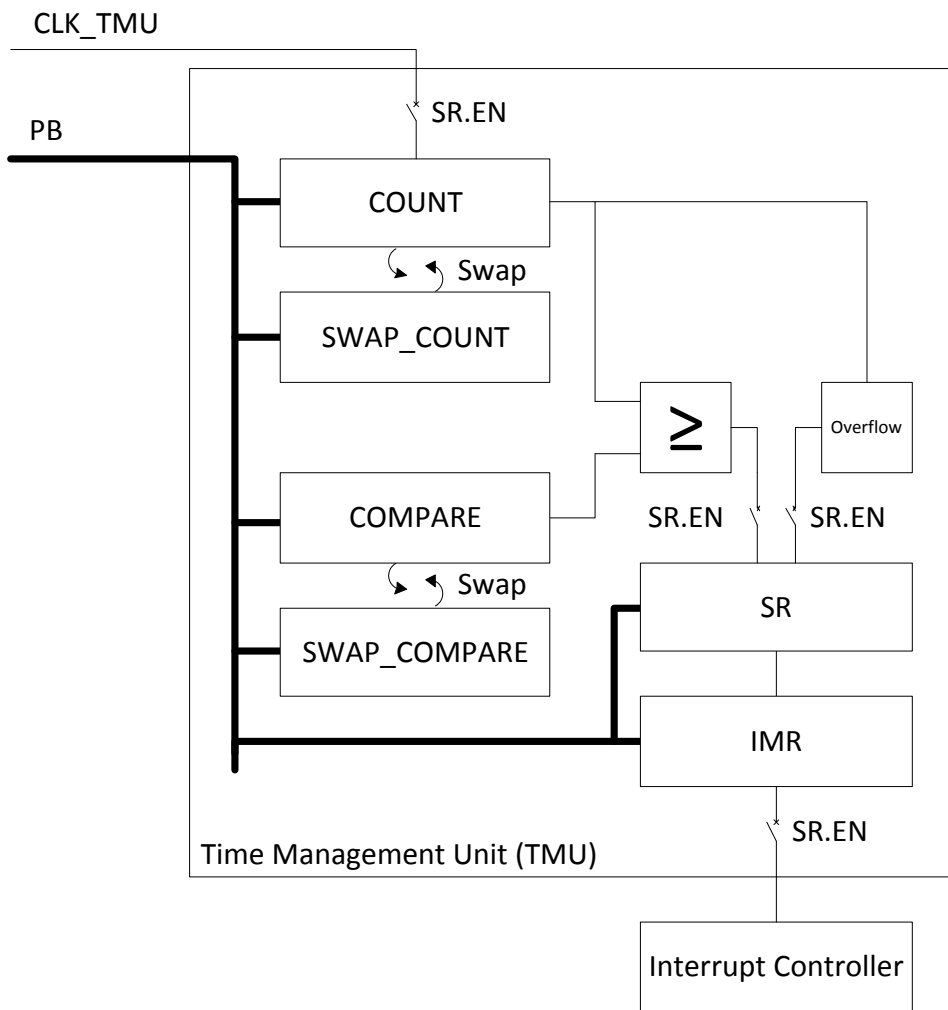 CLK_TMU
SR.EN
PB
COUNT
Swap
SWAP_COUNT
≥
Overflow
COMPARE
SR.EN
SR.EN
Swap
SR
SWAP_COMPARE
IMR
SR.EN
Time Management Unit (TMU)
Interrupt Controller